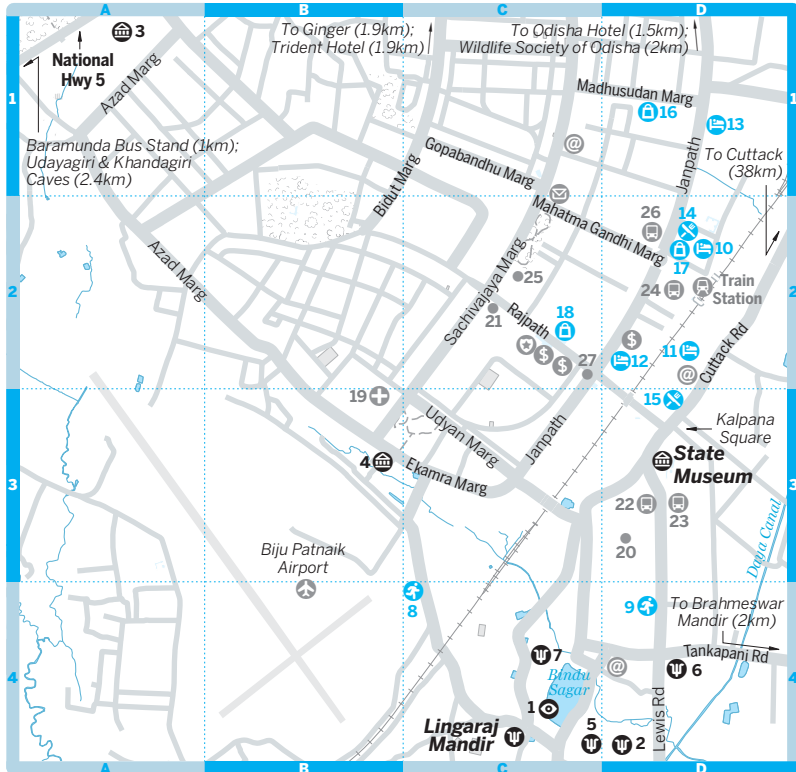 A
B
C
D
3
National
Hwy 5
Azad Marg
To Ginger (1.9km);
Trident Hotel (1.9km)
To Odisha Hotel (1.5km);
Wildlife Society of Odisha (2km)
1
1
Madhusudan Marg
16
13
Baramunda Bus Stand (1km);
Udayagiri & Khandagiri
Caves (2.4km)
@
Gopabandhu Marg
Bidut Marg
Janpath
To Cuttack
(38km)
Mahatma Gandhi Marg
26
14
10
17
Azad Marg
Sachivajaya Marg
25
2
2
24
Train
Station
21
Rajpath
18
$
$
$
27
12
11
@
Cuttack Rd
19
15
Udyan Marg
Janpath
Kalpana
Square
4
Ekamra Marg
State
Museum
3
3
22
23
20
Daya Canal
Biju Patnaik
Airport
8
9
To Brahmeswar
Mandir (2km)
Tankapani Rd
7
@
6
4
4
Bindu
Sagar
1
Lewis Rd
Lingaraj
Mandir
5
2
A
B
C
D